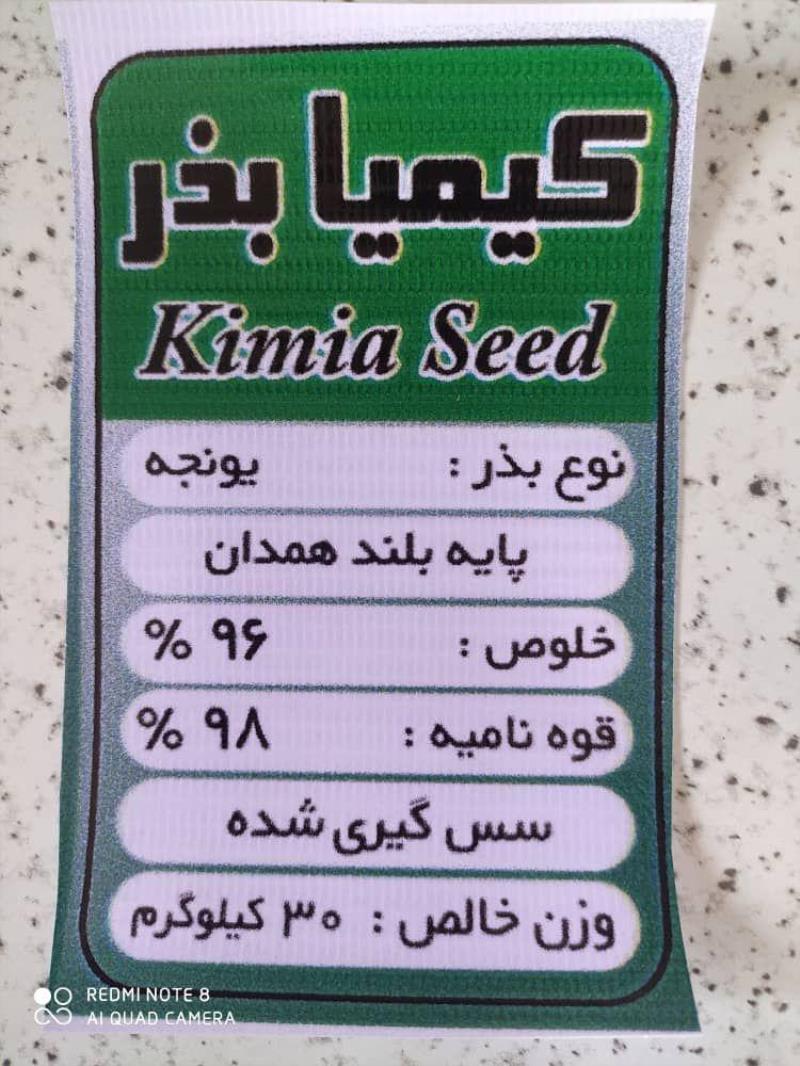 کیمیا بذر
Kimia Seed
نوع بذر : یونجه
پایه بلند همدان
خلوص : ۹۶ %
قوه نامیه : ۹۸ %
سس گیری شده
وزن خالص : ۳۰ کیلوگرم
REDMI NOTE 8
AI QUAD CAMERA